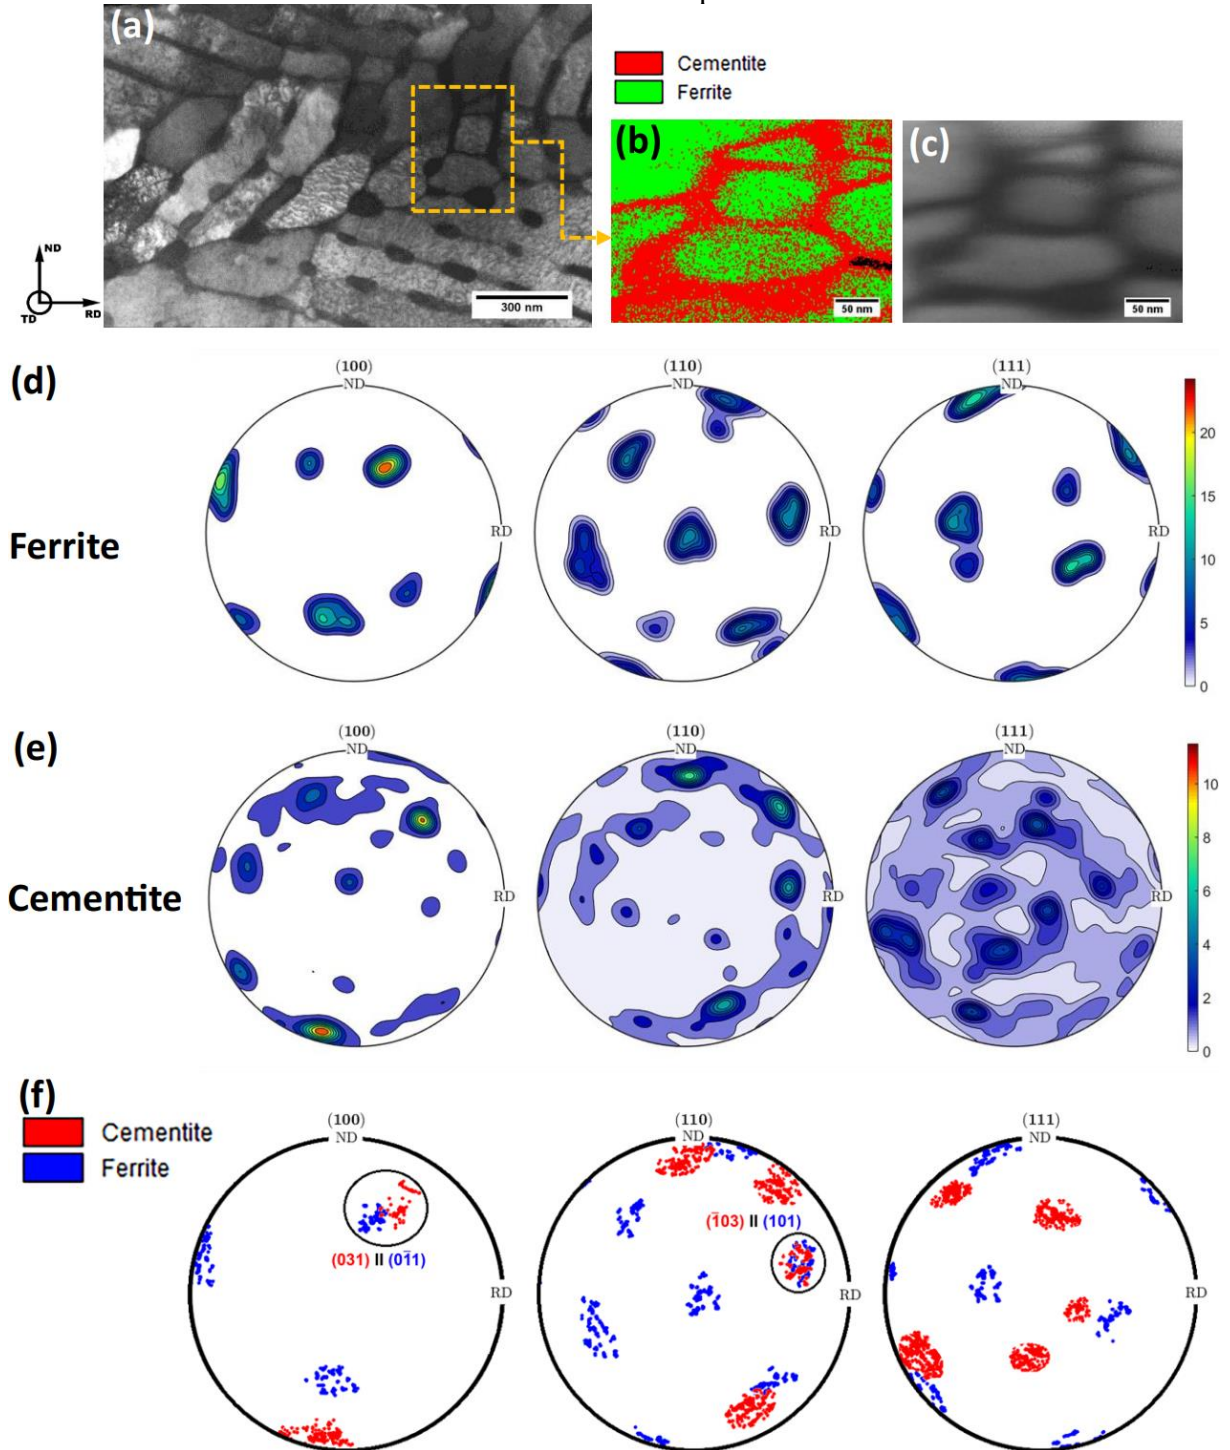 (a)
ND
TD
RD
300 nm
Cementite
Ferrite
(b)
50 nm
(c)
50 nm
(d)
Ferrite
(100)
ND
RD
(110)
ND
RD
(111)
ND
RD
20
15
10
5
0
(e)
Cementite
(100)
ND
RD
(110)
ND
RD
(111)
ND
RD
10
8
6
4
2
0
(f)
Cementite
Ferrite
(100)
ND
RD
(031) || (01̅1)
(110)
ND
RD
(1̅03) || (101)
(111)
ND
RD